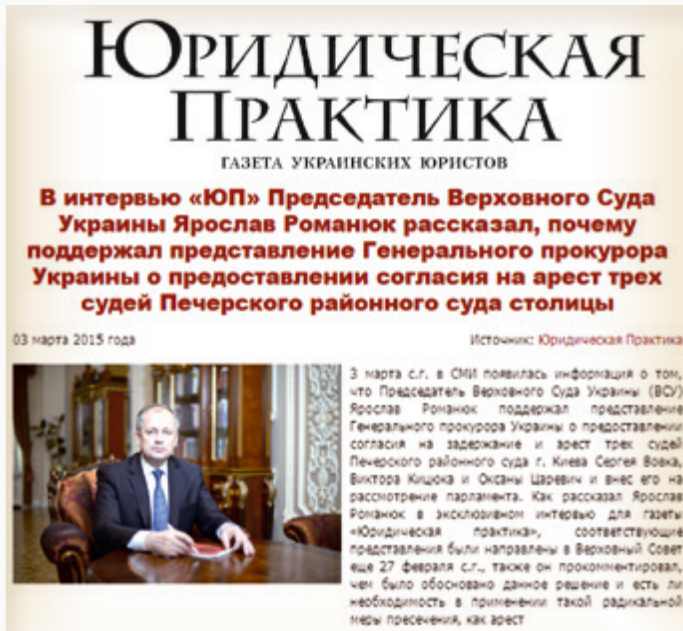 ЮРИДИЧЕСКАЯ
ПРАКТИКА
ГАЗЕТА УКРАИНСКИХ ЮРИСТОВ
В интервью «ЮП» Председатель Верховного Суда
Украины Ярослав Романюк рассказал, почему
поддержал представление Генерального прокурора
Украины о предоставлении согласия на арест трех
судей Печерского районного суда столицы
03 марта 2015 года
Источник: Юридическая Практика
3 марта с.г. в СМИ появилась информация о том,
что Председатель Верховного Суда Украины (ВСУ)
Ярослав Романюк поддержал представление
Генерального прокурора Украины о предоставлении
согласия на задержание и арест трех судей
Печерского районного суда г. Киева Сергея Вовка,
Виктора Кицюка и Оксаны Царевич и внес его на
рассмотрение парламента. Как рассказал Ярослав
Романюк в эксклюзивном интервью для газеты
«Юридическая практика», соответствующие
представления были направлены в Верховный Совет
еще 27 февраля с.г., также он прокомментировал,
чем было обосновано данное решение и есть ли
необходимость в применении такой радикальной
меры пресечения, как арест